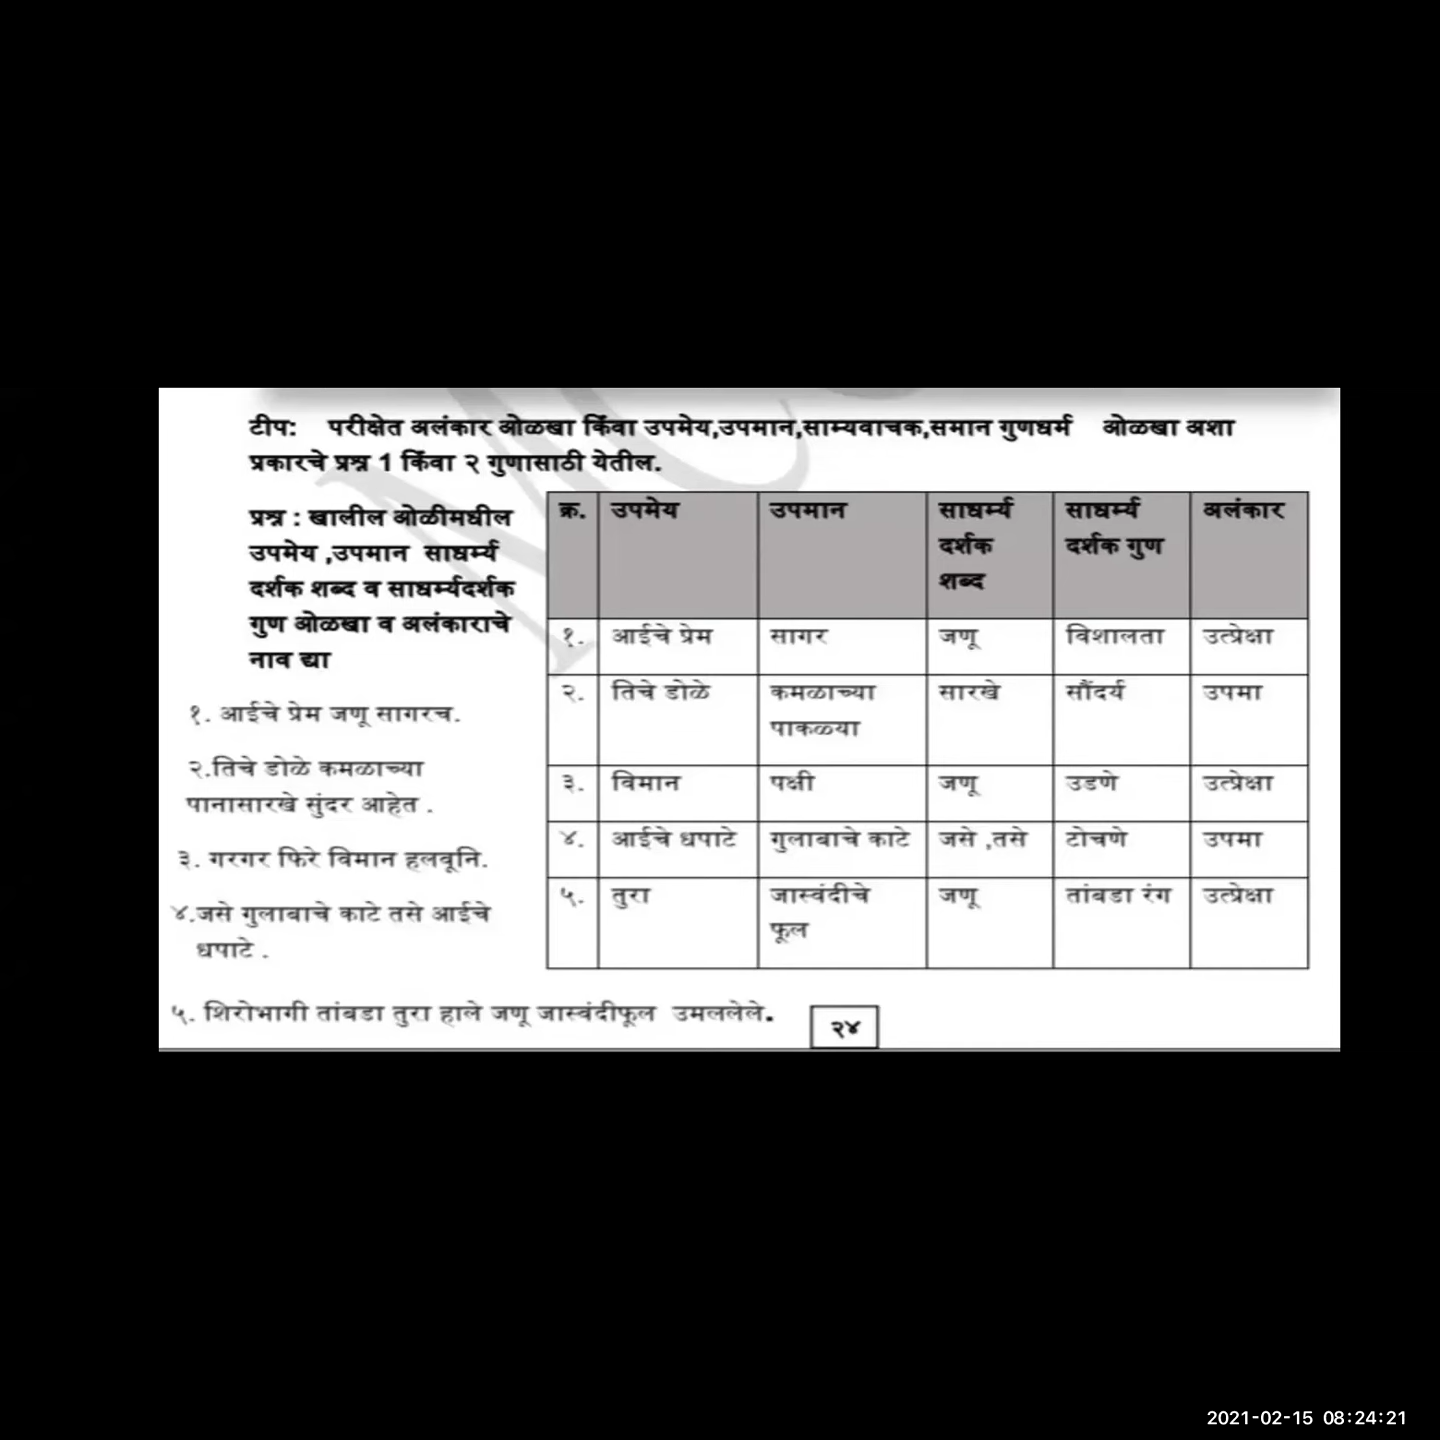 टीप: परीक्षेत अलंकार ओळखा किंवा उपमेय,उपमान,साम्यवाचक,समान गुणधर्म ओळखा अशा
प्रकारचे प्रश्न 1 किंवा २ गुणासाठी येतील.
प्रश्न : खालील ओळीमधील
उपमेय ,उपमान साधर्म्य
दर्शक शब्द व साधर्म्यदर्शक
गुण ओळखा व अलंकाराचे
नाव द्या
१. आईचे प्रेम जणू सागरच.
२.तिचे डोळे कमळाच्या
पानासारखे सुंदर आहेत .
३. गरगर फिरे विमान हलवूनि.
४.जसे गुलाबाचे काटे तसे आईचे
धपाटे .
५. शिरोभागी तांबडा तुरा हाले जणू जास्वंदीफूल उमललेले.
क्र. उपमेय उपमान साधर्म्य साधर्म्य अलंकार
दर्शक दर्शक गुण
शब्द
१. आईचे प्रेम सागर जणू विशालता उत्प्रेक्षा
२. तिचे डोळे कमळाच्या सारखे सौंदर्य उपमा
पाकळ्या
३. विमान पक्षी जणू उडणे उत्प्रेक्षा
४. आईचे धपाटे गुलाबाचे काटे जसे ,तसे टोचणे उपमा
५. तुरा जास्वंदीचे जणू तांबडा रंग उत्प्रेक्षा
फूल
२४
2021-02-15 08:24:21